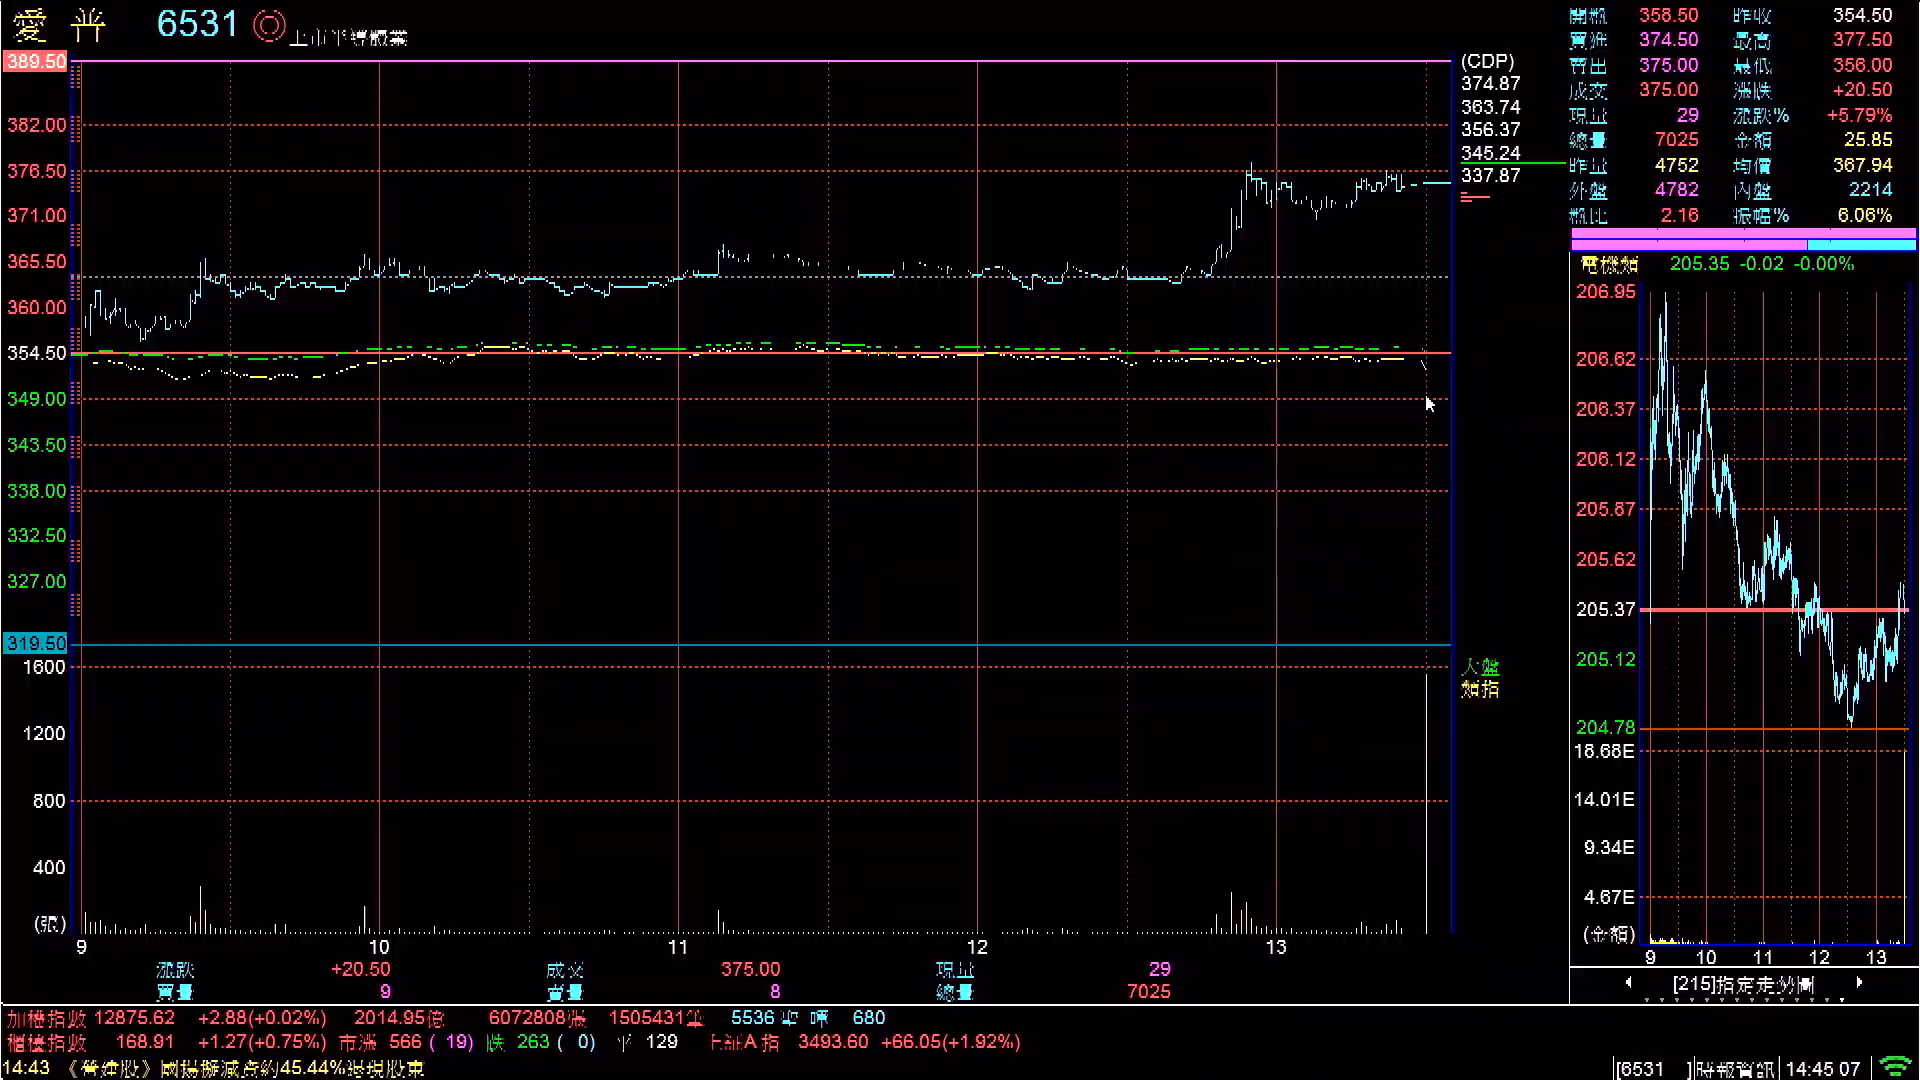 愛 普 6531 上市半導體業
389.50
382.00
378.50
371.00
365.50
360.00
354.50
349.00
343.50
338.00
332.50
327.00
319.50
1600
1200
800
400
(張)
9 10 11 12 13
(CDP)
374.87
363.74
356.37
345.24
337.87
大盤
類指
開盤 358.50 昨收 354.50
買進 374.50 最高 377.50
賣出 375.00 最低 356.00
成交 375.00 漲跌 +20.50
現量 29 漲跌% +5.79%
總量 7025 金額 25.85
昨量 4752 均價 367.94
外盤 4782 內盤 2214
盤比 2.16 振幅% 6.06%
電機類 205.35 -0.02 -0.00%
206.95
206.62
206.37
206.12
205.87
205.62
205.37
205.12
204.78
18.68E
14.01E
9.34E
4.67E
(金額)
9 10 11 12 13
[215]指定走勢圖
漲跌 +20.50 成交 375.00 現量 29
買量 9 賣量 8 總量 7025
加權指數 12875.62 +2.88(+0.02%) 2014.95億 6072808張 1505431筆 5536 680
櫃檯指數 168.91 +1.27(+0.75%) 市漲 566 ( 19) 跌 263 ( 0) 平 129 上証A指 3493.60 +66.05(+1.92%)
14:43 《營建股》國揚擬減資約45.44%退現股東
[6531 ]時報資訊 14:45 07